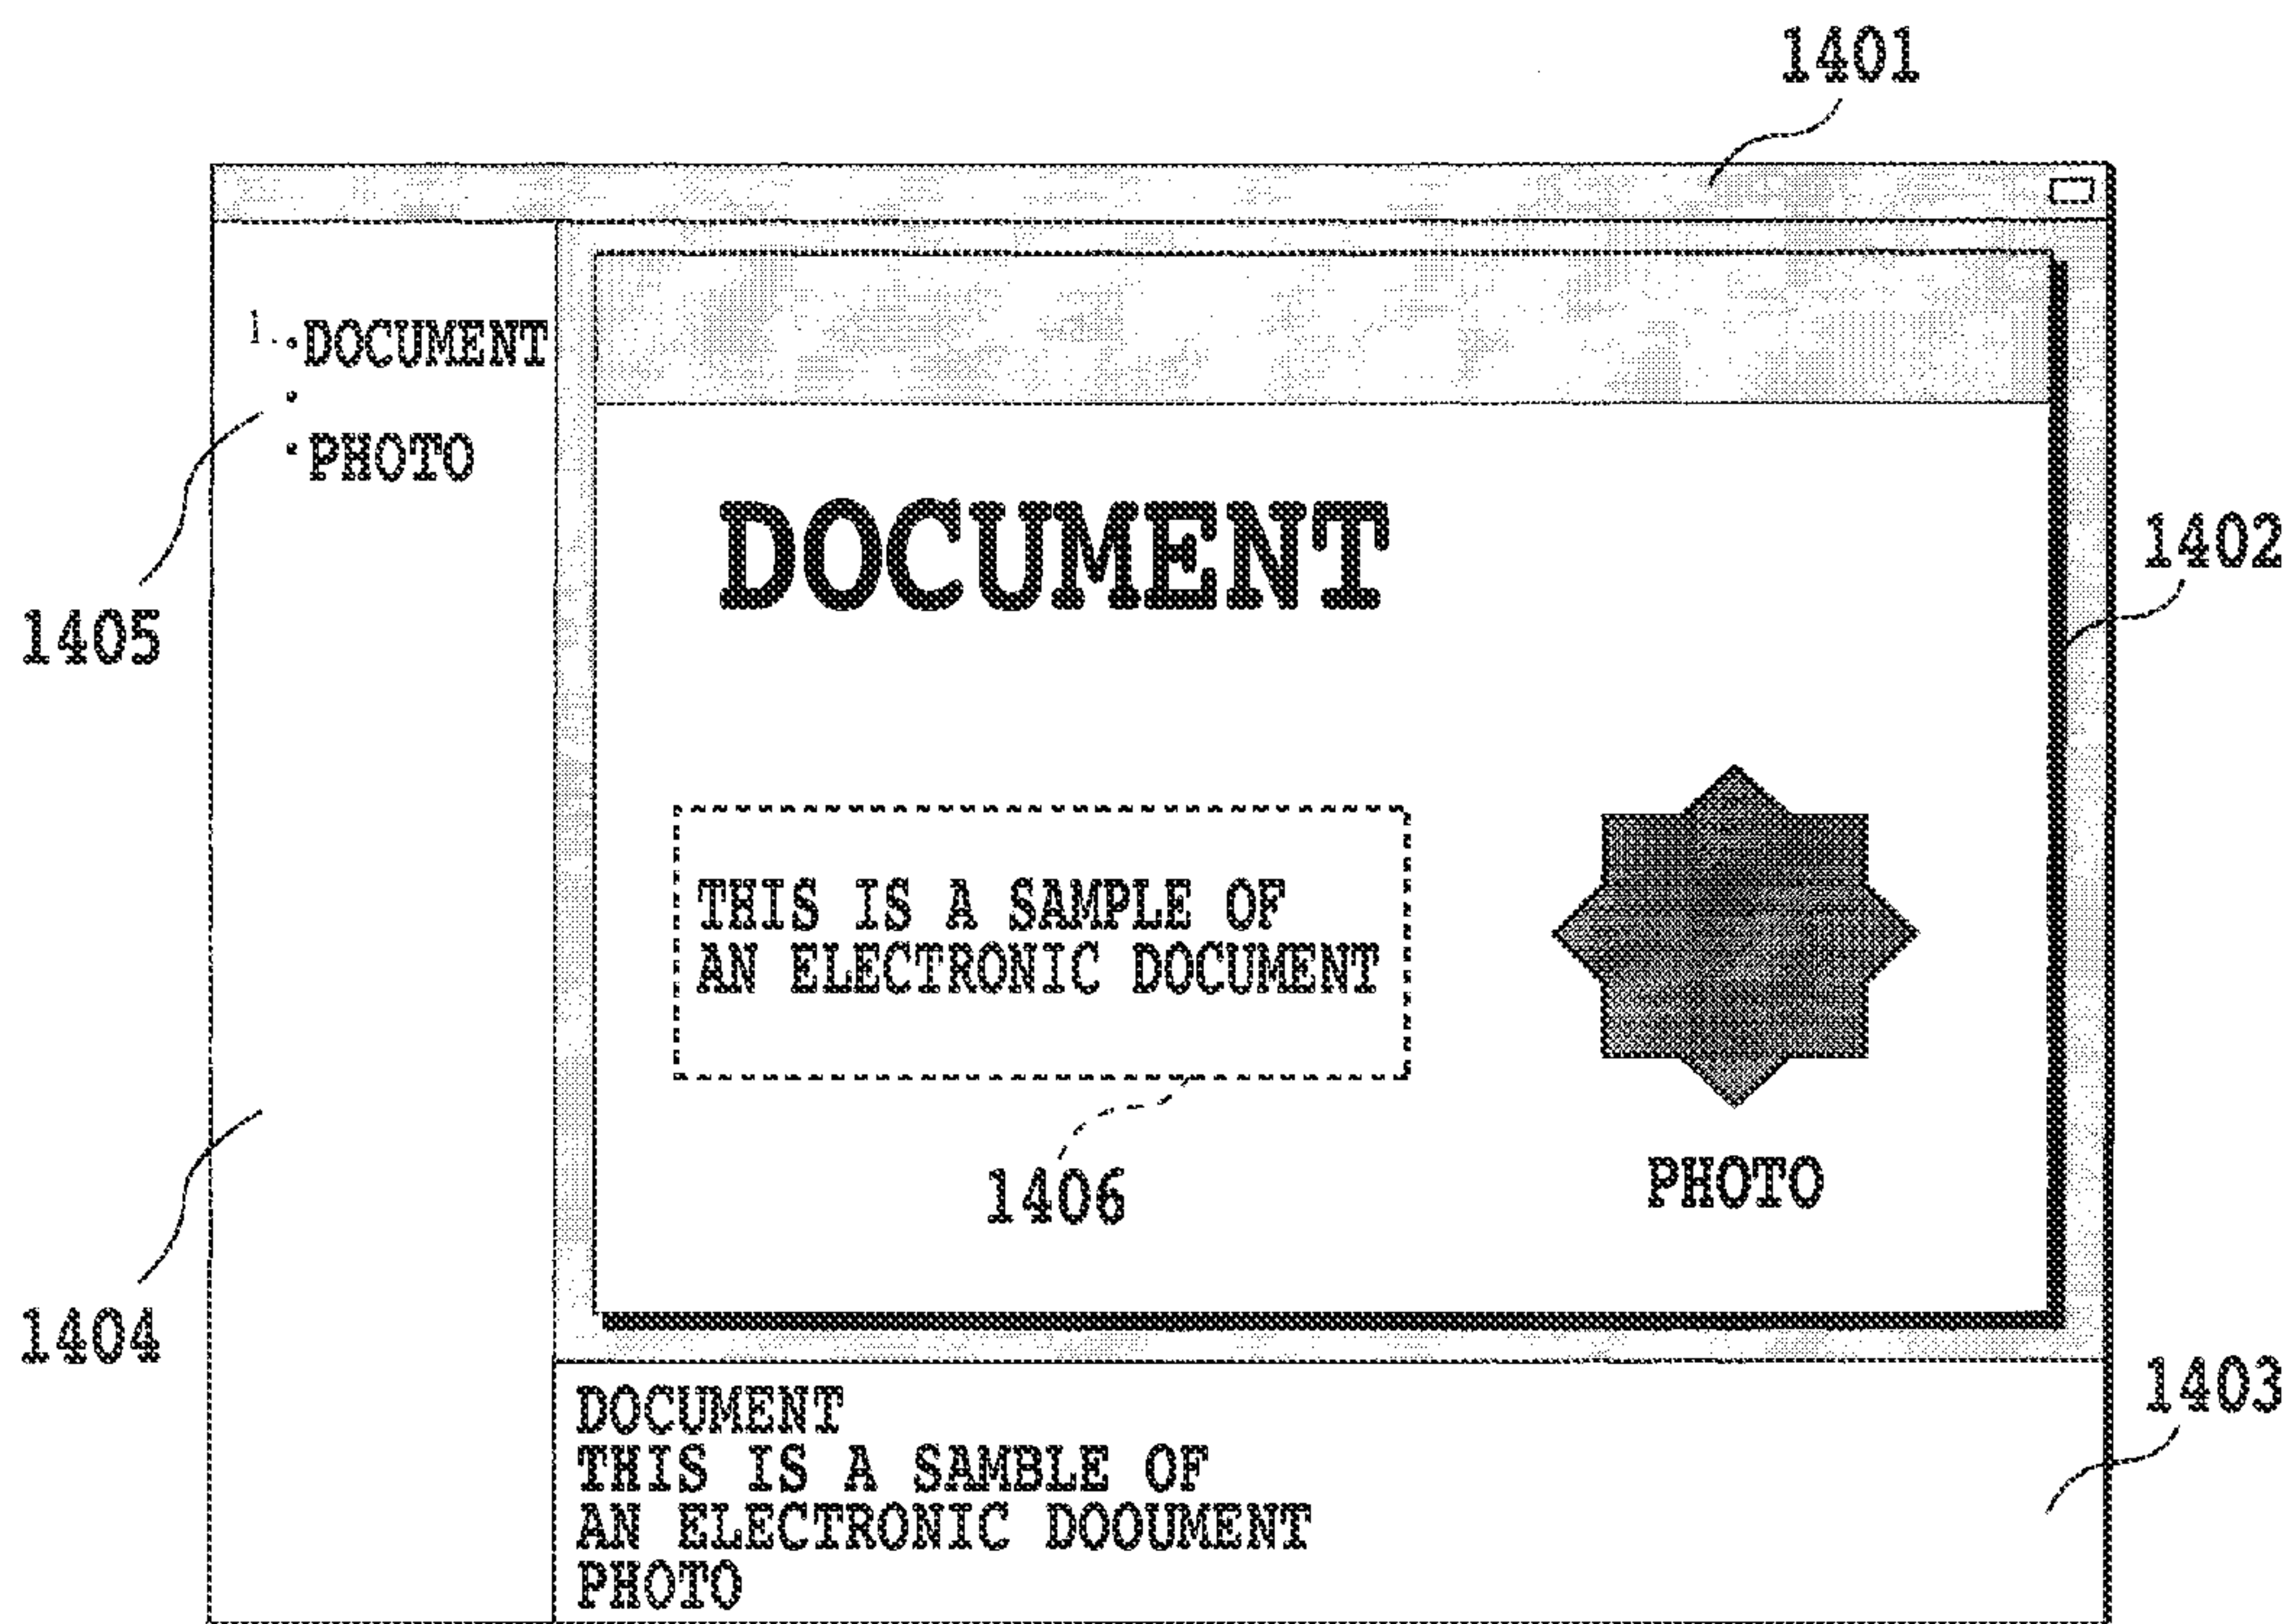 1401
1. DOCUMENT
PHOTO
DOCUMENT
1402
1405
THIS IS A SAMPLE OF
AN ELECTRONIC DOCUMENT
1406
PHOTO
1404
1403
DOCUMENT
THIS IS A SAMBLE OF
AN ELECTRONIC DOOUMENT
PHOTO